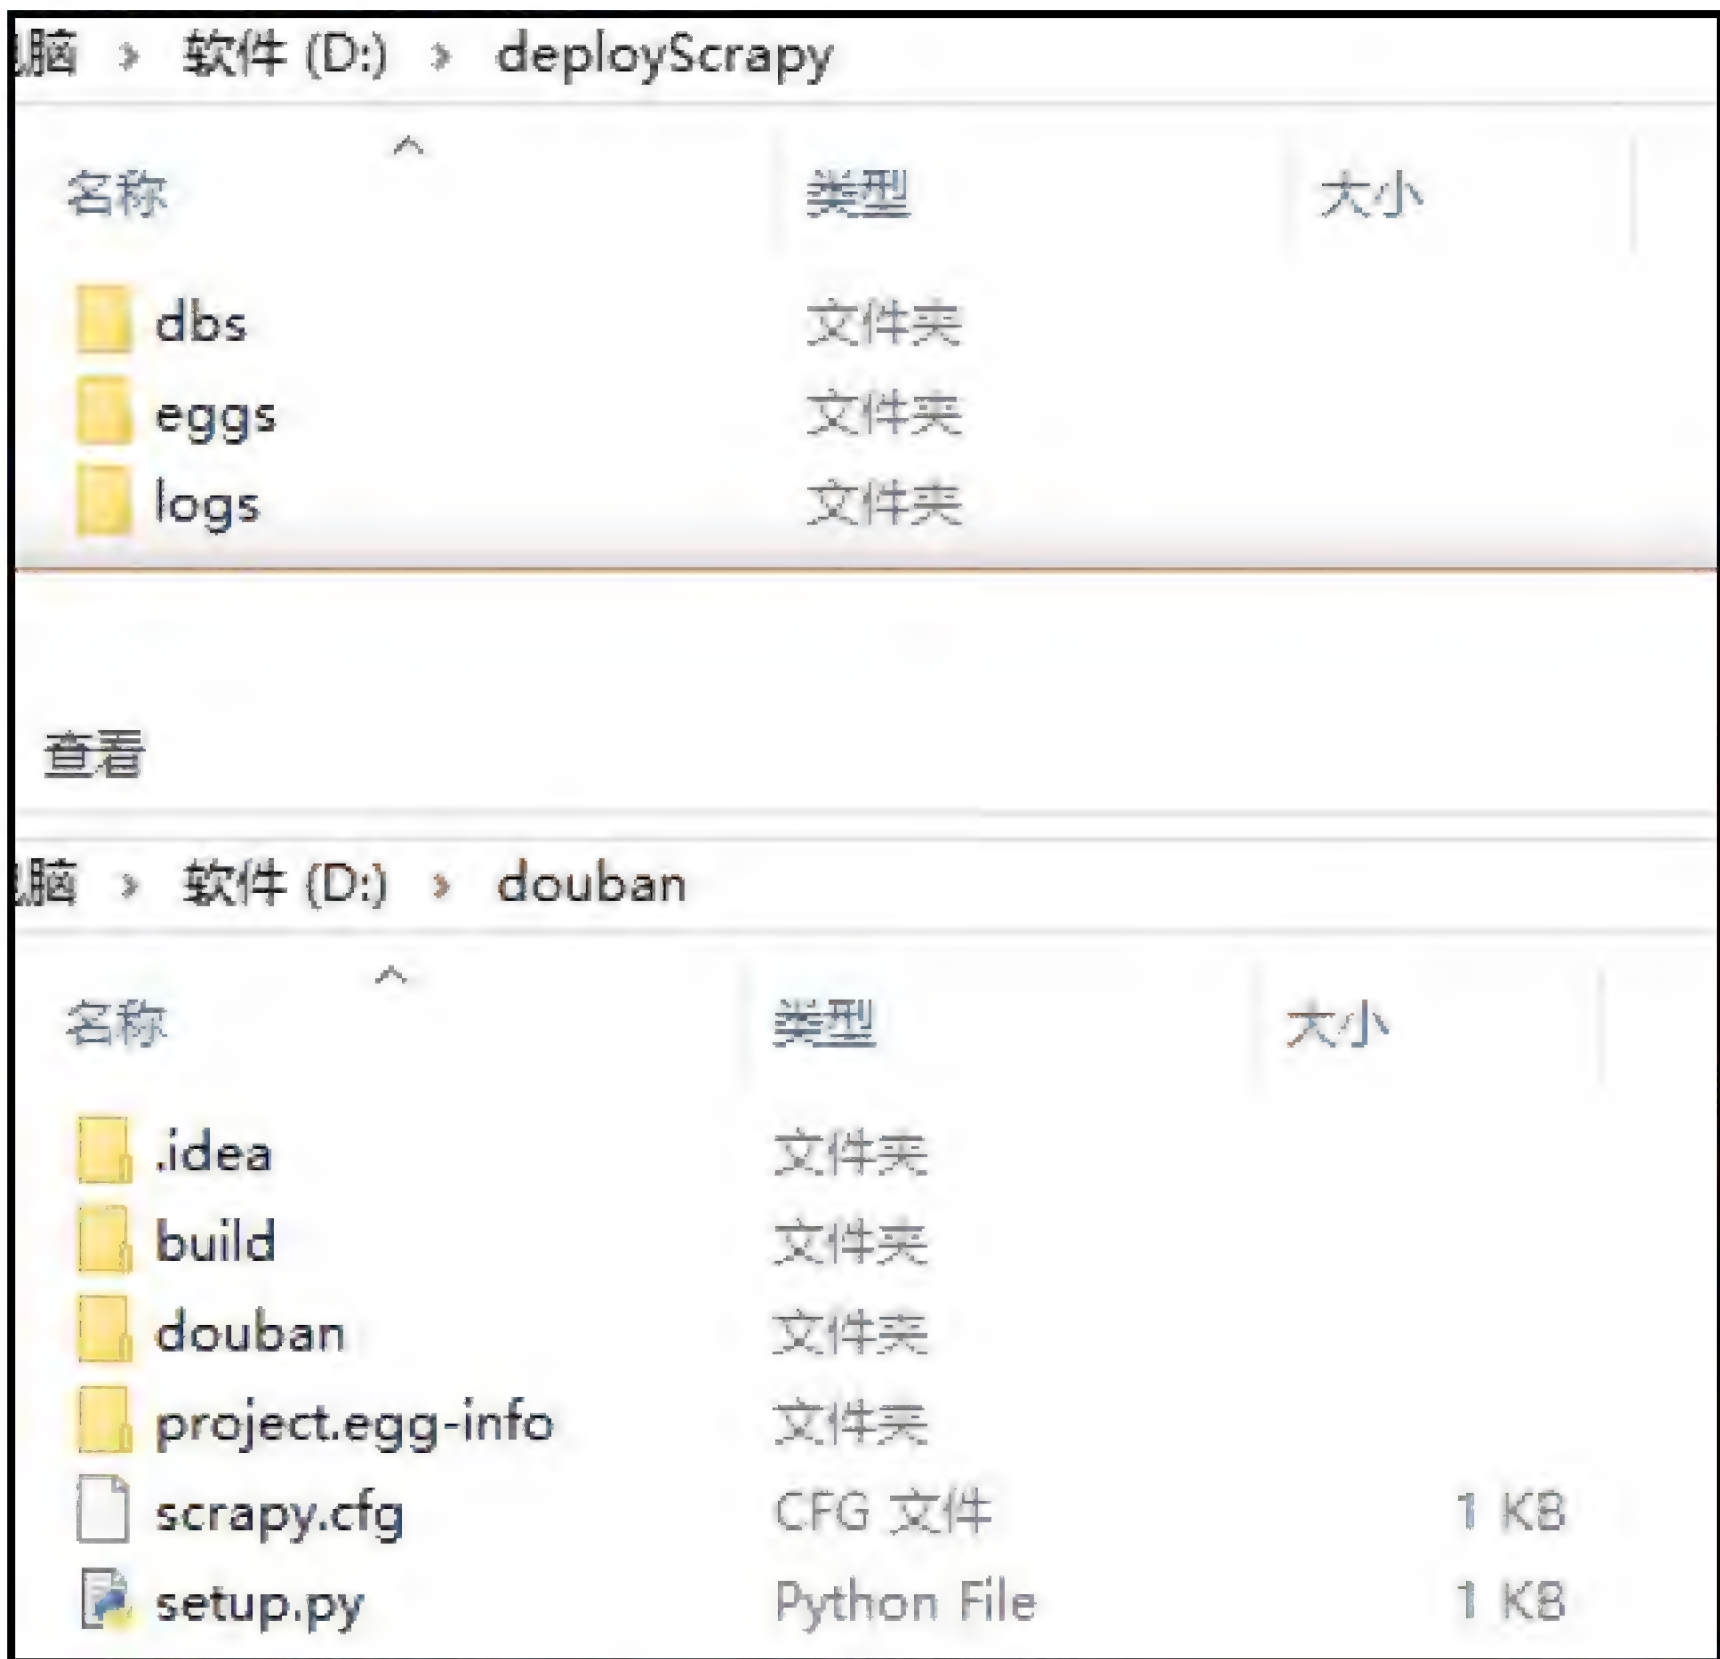 脑 › 软件 (D:) › deployScrapy
名称 类型 大小
dbs 文件夹
eggs 文件夹
logs 文件夹
查看
脑 › 软件 (D:) › douban
名称 类型 大小
.idea 文件夹
build 文件夹
douban 文件夹
project.egg-info 文件夹
scrapy.cfg CFG 文件 1 KB
setup.py Python File 1 KB